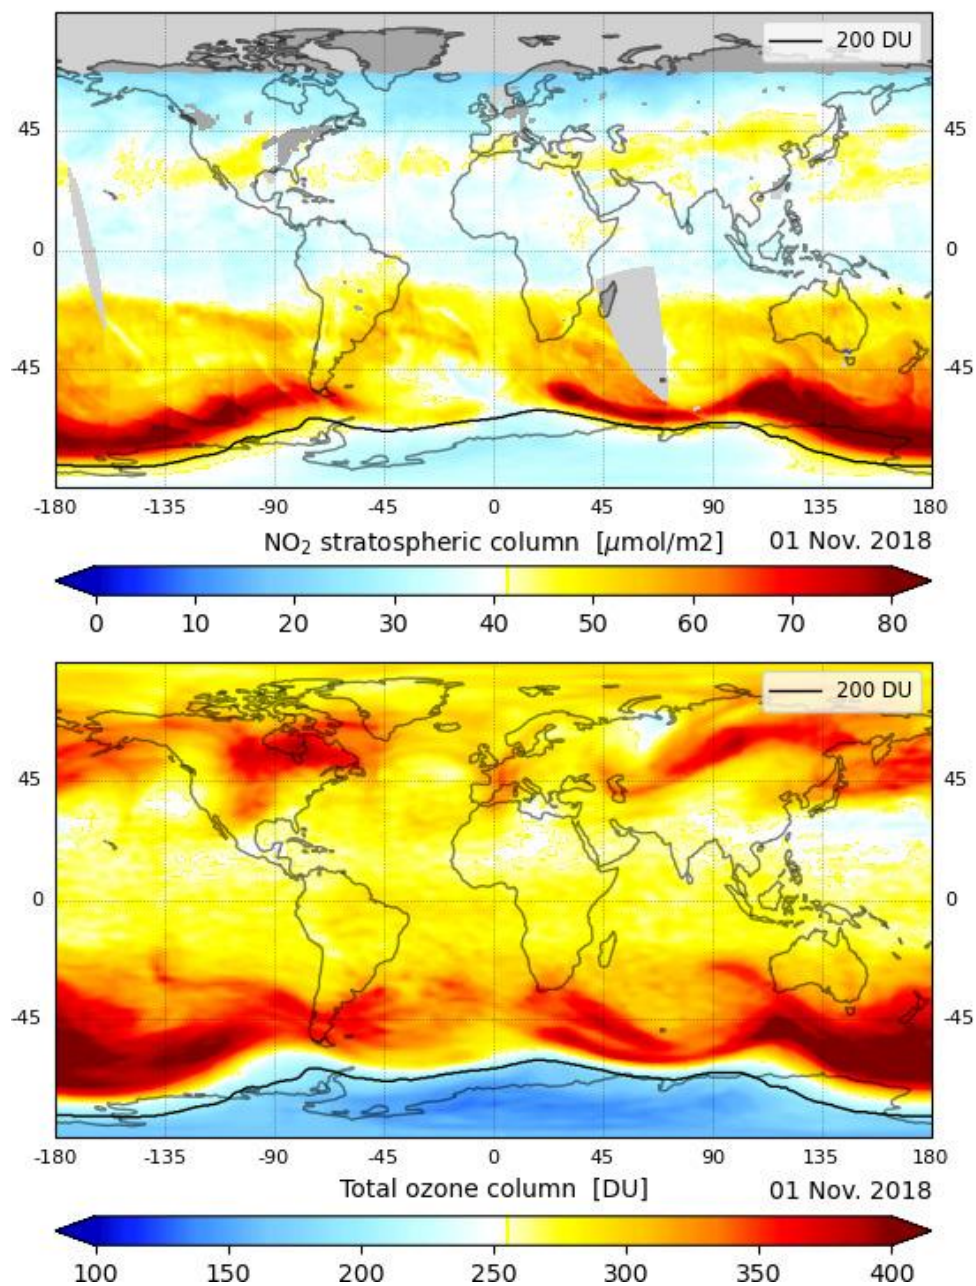 200 DU
45 45
0 0
-45 -45
-180 -135 -90 -45 0 45 90 135 180
NO₂ stratospheric column [μmol/m2] 01 Nov. 2018
0 10 20 30 40 50 60 70 80
200 DU
45 45
0 0
-45 -45
-180 -135 -90 -45 0 45 90 135 180
Total ozone column [DU] 01 Nov. 2018
100 150 200 250 300 350 400